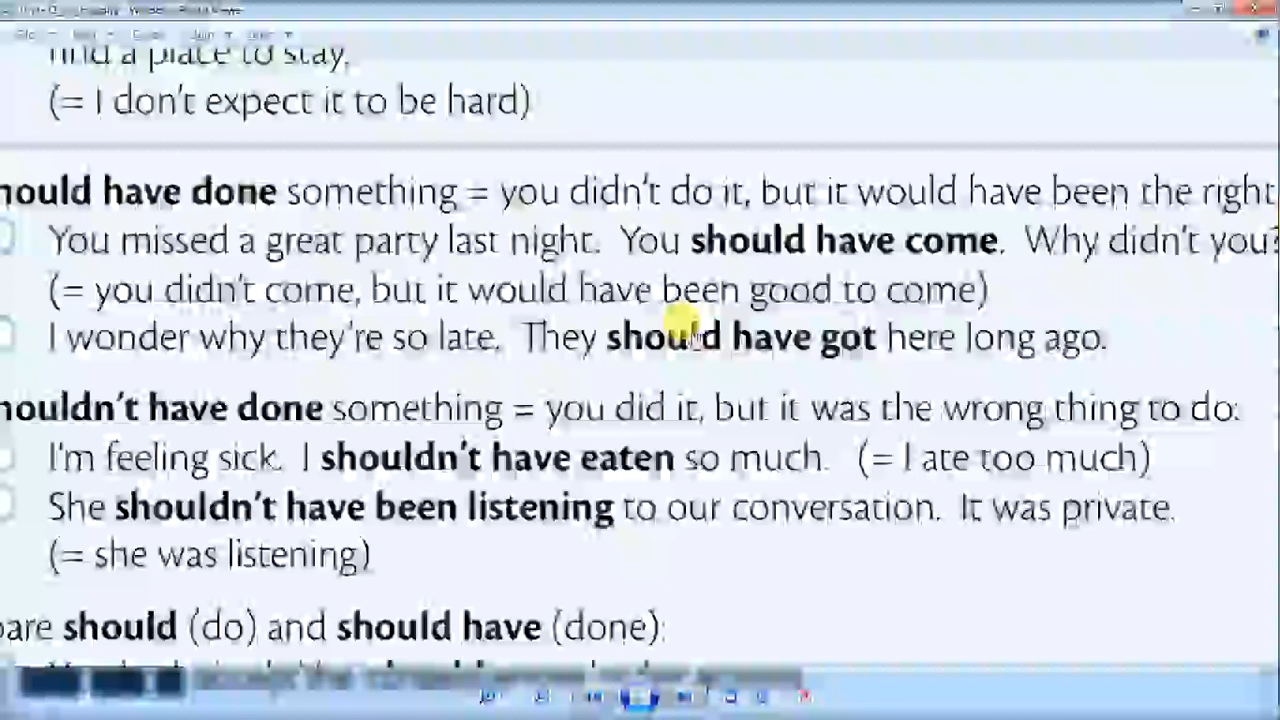 find a place to stay.
(= I don't expect it to be hard)
hould have done something = you didn't do it, but it would have been the right
You missed a great party last night. You should have come. Why didn't you?
(= you didn't come, but it would have been good to come)
I wonder why they're so late. They should have got here long ago.
houldn't have done something = you did it, but it was the wrong thing to do:
I'm feeling sick. I shouldn't have eaten so much. (= I ate too much)
She shouldn't have been listening to our conversation. It was private.
(= she was listening)
pare should (do) and should have (done):